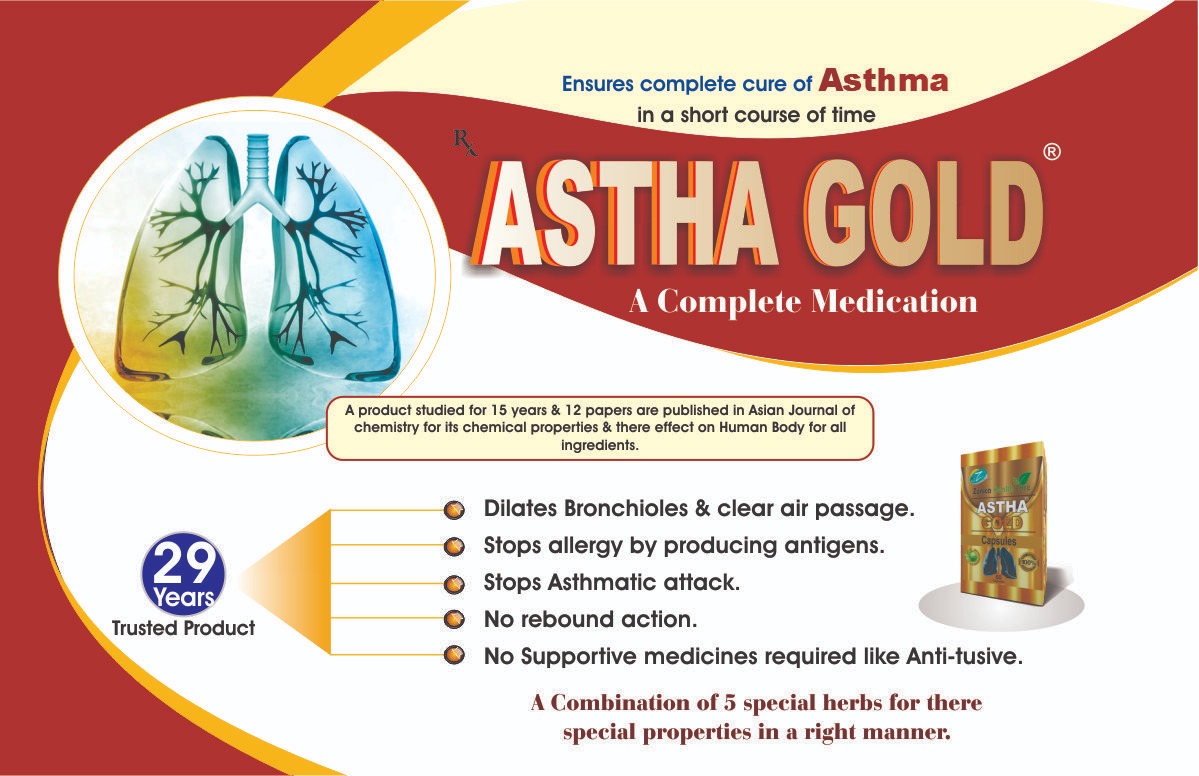 Ensures complete cure of Asthma
in a short course of time
Rx
ASTHA GOLD®
A Complete Medication
A product studied for 15 years & 12 papers are published in Asian Journal of
chemistry for its chemical properties & there effect on Human Body for all
ingredients.
Dilates Bronchioles & clear air passage.
Stops allergy by producing antigens.
Stops Asthmatic attack.
No rebound action.
No Supportive medicines required like Anti-tusive.
29
Years
Trusted Product
ASTHA
GOLD
Capsules
A Combination of 5 special herbs for there
special properties in a right manner.